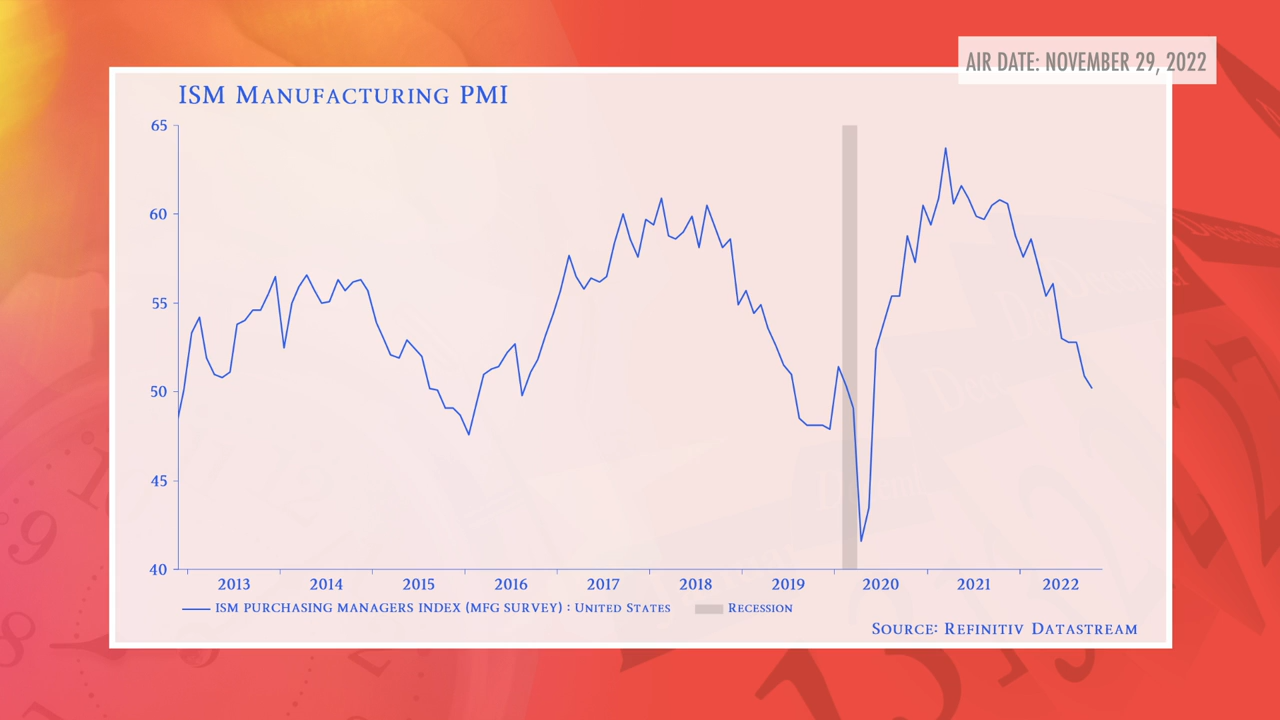 AIR DATE: NOVEMBER 29, 2022
ISM MANUFACTURING PMI
65
60
55
50
45
40
2013 2014 2015 2016 2017 2018 2019 2020 2021 2022
ISM PURCHASING MANAGERS INDEX (MFG SURVEY) : UNITED STATES RECESSION
SOURCE: REFINITIV DATASTREAM